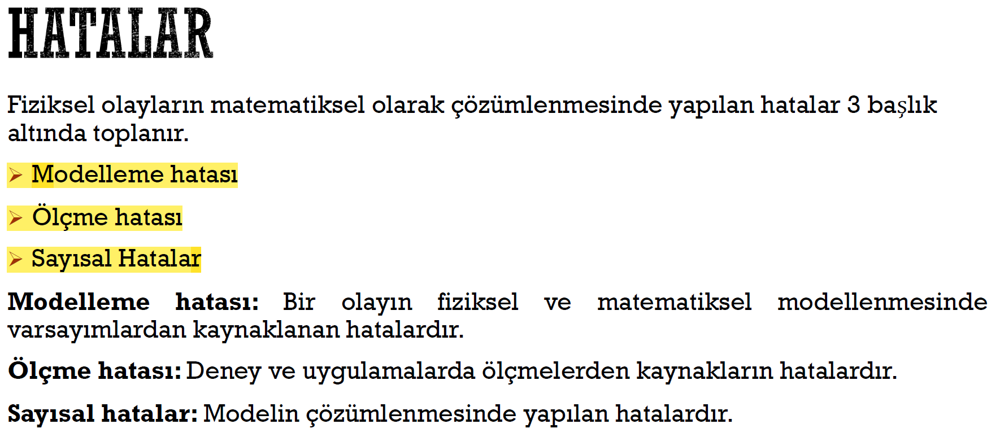 HATALAR
Fiziksel olayların matematiksel olarak çözümlenmesinde yapılan hatalar 3 başlık
altında toplanır.
➢ Modelleme hatası
➢ Ölçme hatası
➢ Sayısal Hatalar
Modelleme hatası: Bir olayın fiziksel ve matematiksel modellenmesinde
varsayımlardan kaynaklanan hatalardır.
Ölçme hatası: Deney ve uygulamalarda ölçmelerden kaynakların hatalardır.
Sayısal hatalar: Modelin çözümlenmesinde yapılan hatalardır.